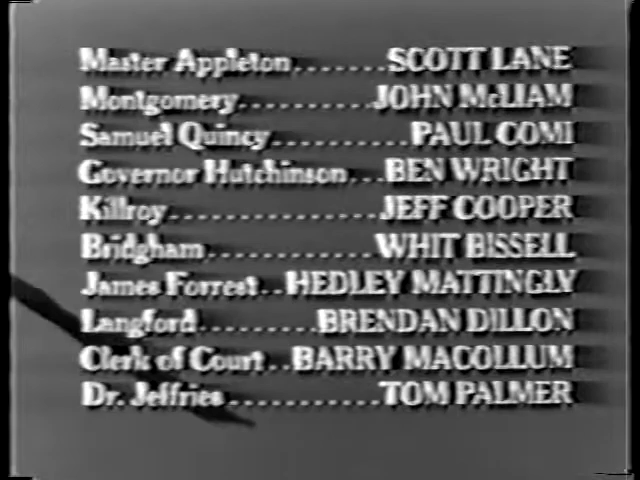 Master Appleton.......SCOTT LANE
Montgomery..........JOHN McLIAM
Samuel Quincy..........PAUL COMI
Governor Hutchinson...BEN WRIGHT
Killroy................JEFF COOPER
Bridgham............WHIT BISSELL
James Forrest..HEDLEY MATTINGLY
Langford.........BRENDAN DILLON
Clerk of Court..BARRY MACOLLUM
Dr. Jeffries............TOM PALMER